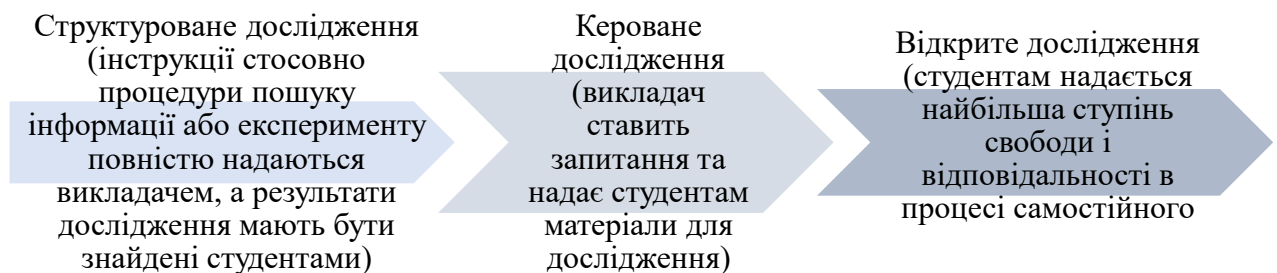 Структуроване дослідження
(інструкції стосовно
процедури пошуку
інформації або експерименту
повністю надаються
викладачем, а результати
дослідження мають бути
знайдені студентами)
Кероване
дослідження
(викладач
ставить
запитання та
надає студентам
матеріали для
дослідження)
Відкрите дослідження
(студентам надається
найбільша ступінь
свободи і
відповідальності в
процесі самостійного